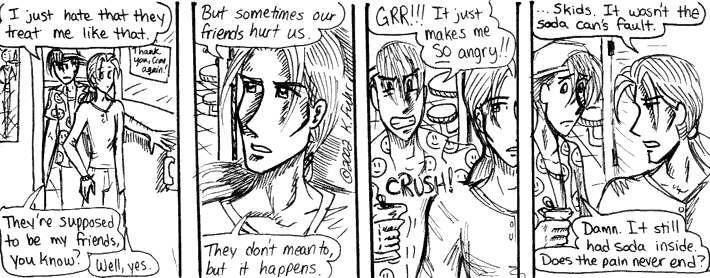 I just hate that they
treat me like that.
Thank
you, Come
again!
They're supposed
to be my friends,
you know?
Well, yes.
But sometimes our
friends hurt us.
They don't mean to,
but it happens.
GRR!!! It just
makes me
SO angry!!
CRUSH!
... Skids. It wasn't the
soda can's fault.
Damn. It still
had soda inside.
Does the pain never end?